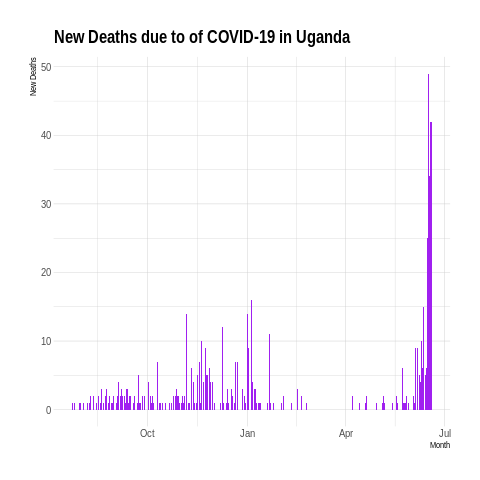 New Deaths due to of COVID-19 in Uganda
New Deaths
50
40
30
20
10
0
Oct
Jan
Apr
Jul
Month